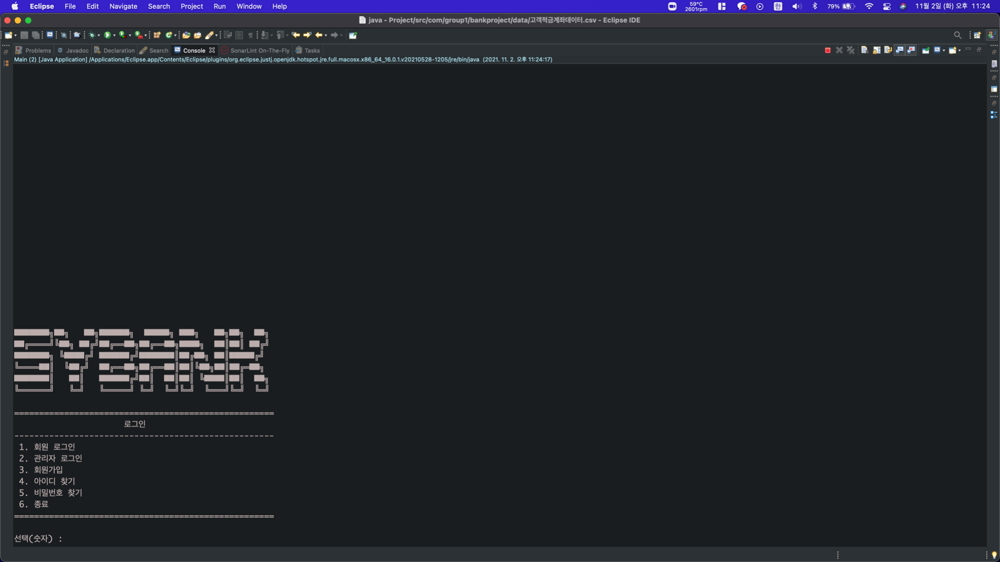 Eclipse File Edit Navigate Search Project Run Window Help 59°C 2601rpm 한 79% 11월 2일 (화) 오후 11:24
java - Project/src/com/group1/bankproject/data/고객적금계좌데이터.csv - Eclipse IDE
Problems @ Javadoc Declaration Search Console SonarLint On-The-Fly Tasks
Main (2) [Java Application] /Applications/Eclipse.app/Contents/Eclipse/plugins/org.eclipse.justj.openjdk.hotspot.jre.full.macosx.x86_64_16.0.1.v20210528-1205/jre/bin/java (2021. 11. 2. 오후 11:24:17)
SYBANK
====================================================
로그인
----------------------------------------------------
1. 회원 로그인
2. 관리자 로그인
3. 회원가입
4. 아이디 찾기
5. 비밀번호 찾기
6. 종료
====================================================
선택(숫자) :